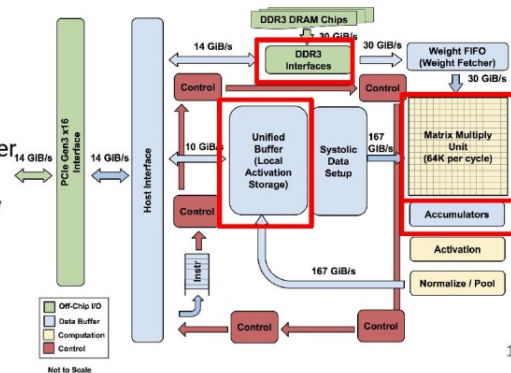 DDR3 DRAM Chips
30 GiB/s
14 GiB/s
DDR3
Interfaces
30 GiB/s
Weight FIFO
(Weight Fetcher)
30 GiB/s
Control
Control
PCIe Gen3 x16
Interface
14 GiB/s
14 GiB/s
Host Interface
10 GiB/s
Unified
Buffer
(Local
Activation
Storage)
Systolic
Data
Setup
167
GiB/s
Matrix Multiply
Unit
(64K per cycle)
Accumulators
Control
Activation
Instr
167 GiB/s
Normalize / Pool
Control
Control
Off-Chip I/O
Data Buffer
Computation
Control
Not to Scale
1